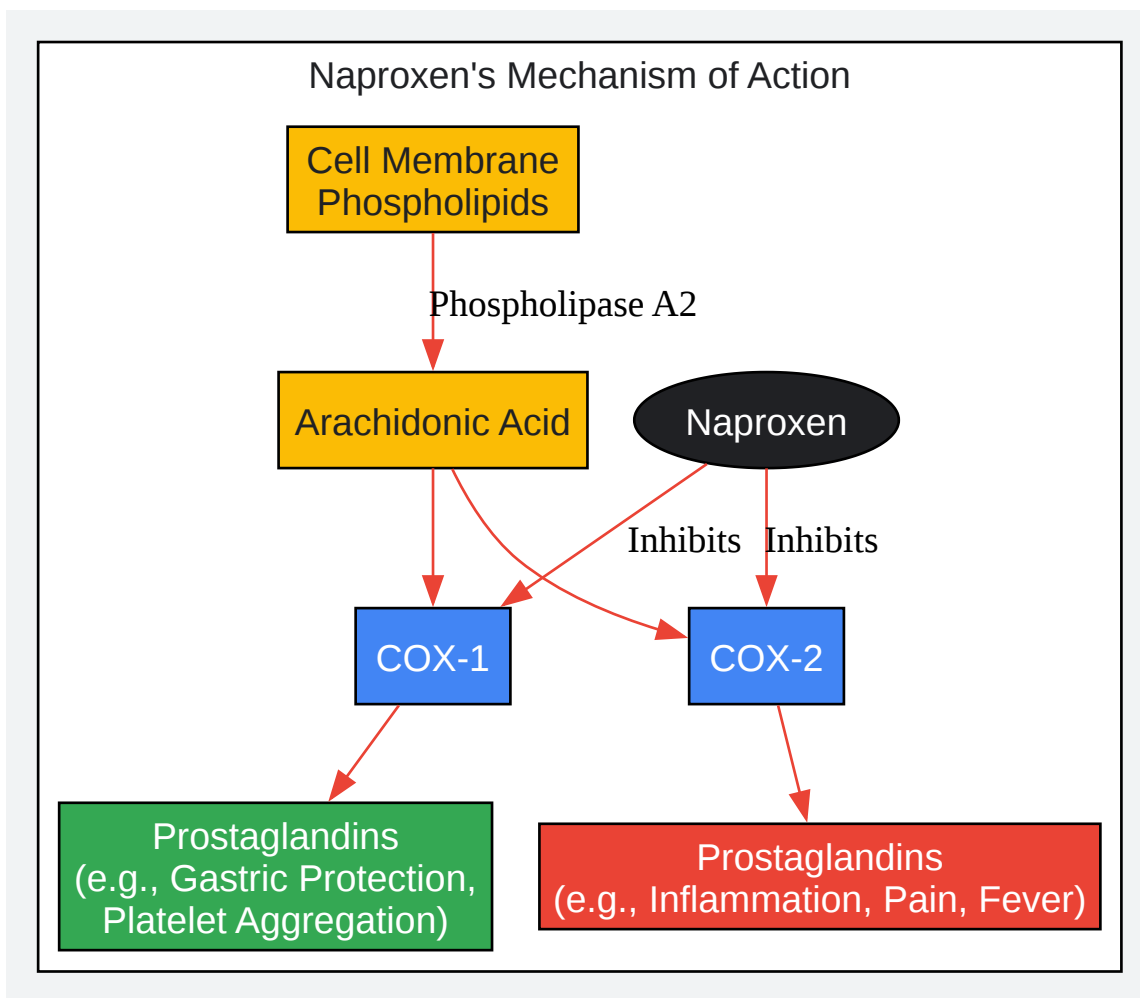 Naproxen's Mechanism of Action
Cell Membrane
Phospholipids
Phospholipase A2
Arachidonic Acid
Naproxen
Inhibits
Inhibits
COX-1
COX-2
Prostaglandins
(e.g., Gastric Protection,
Platelet Aggregation)
Prostaglandins
(e.g., Inflammation, Pain, Fever)